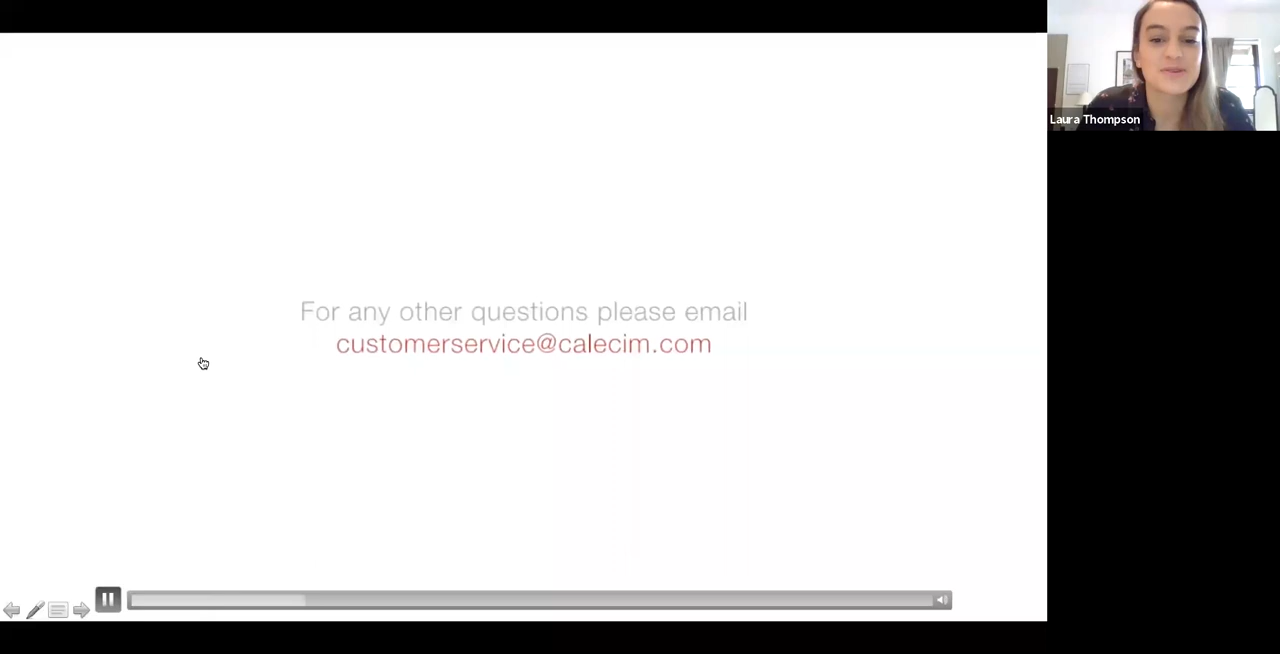 For any other questions please email
customerservice@calecim.com
Laura Thompson